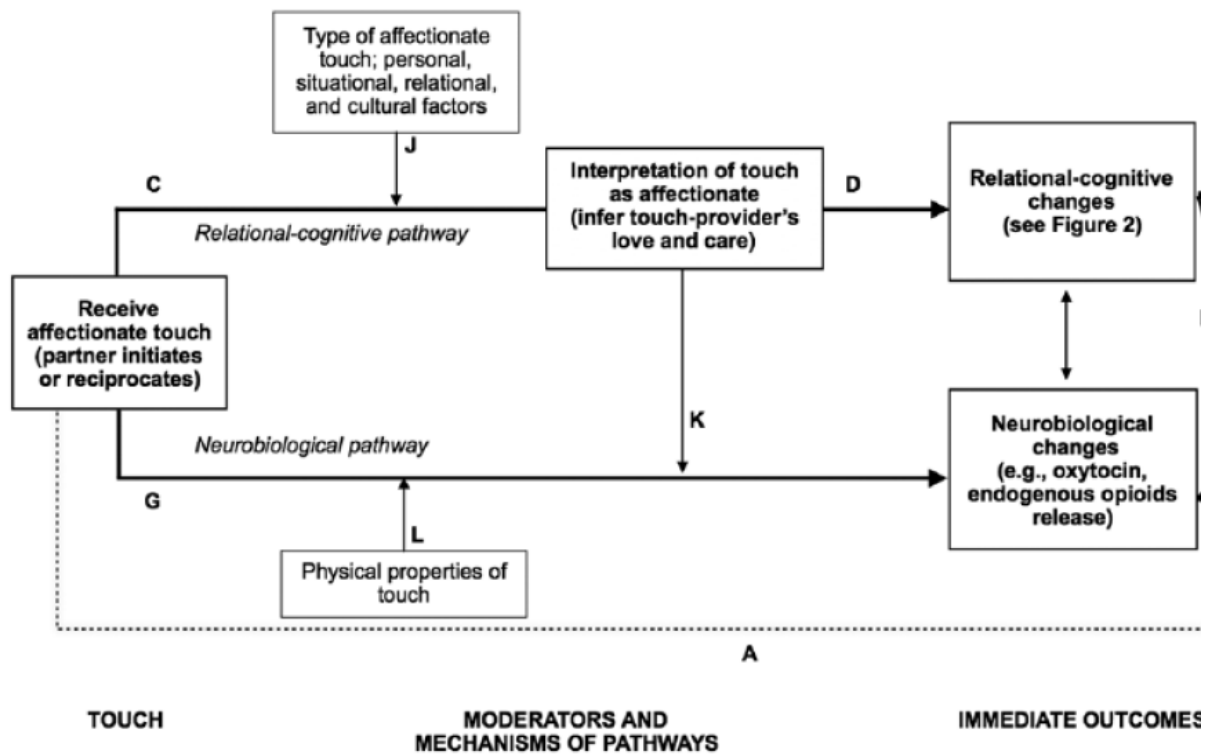 Type of affectionate
touch; personal,
situational, relational,
and cultural factors
J
C
Interpretation of touch
as affectionate
(infer touch-provider's
love and care)
D
Relational-cognitive
changes
(see Figure 2)
Relational-cognitive pathway
Receive
affectionate touch
(partner initiates
or reciprocates)
K
Neurobiological pathway
Neurobiological
changes
(e.g., oxytocin,
endogenous opioids
release)
G
L
Physical properties of
touch
A
TOUCH
MODERATORS AND
MECHANISMS OF PATHWAYS
IMMEDIATE OUTCOMES